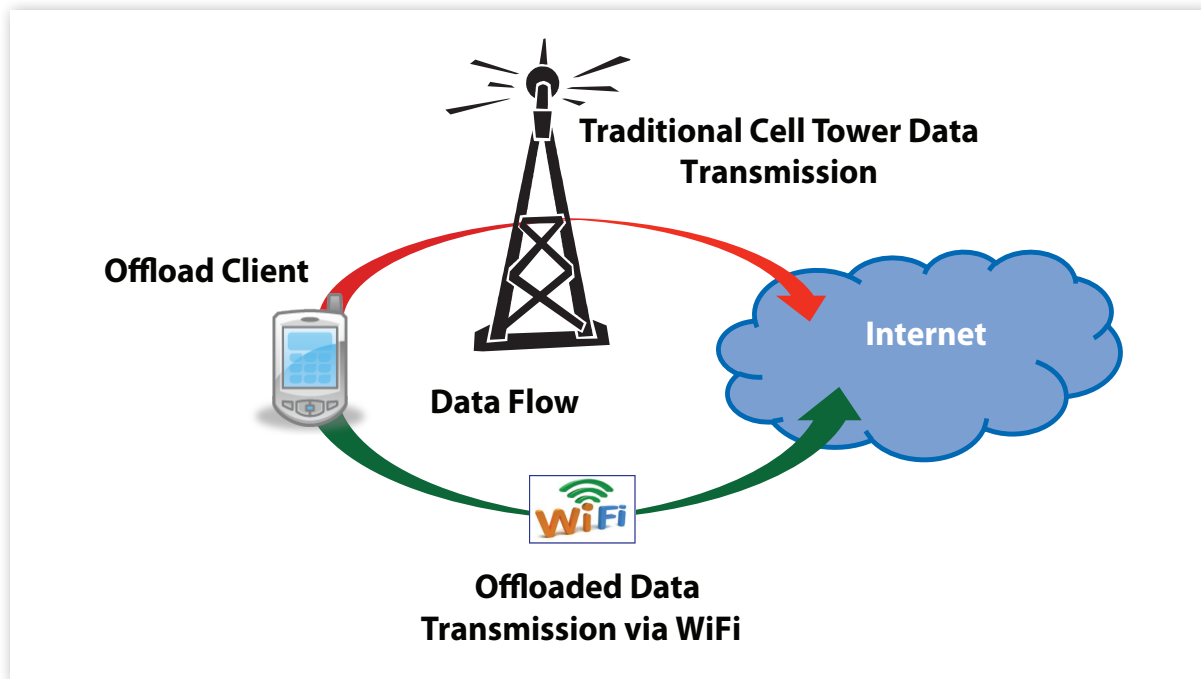 Traditional Cell Tower Data
Transmission
Offload Client
Internet
Data Flow
WiFi
Offloaded Data
Transmission via WiFi